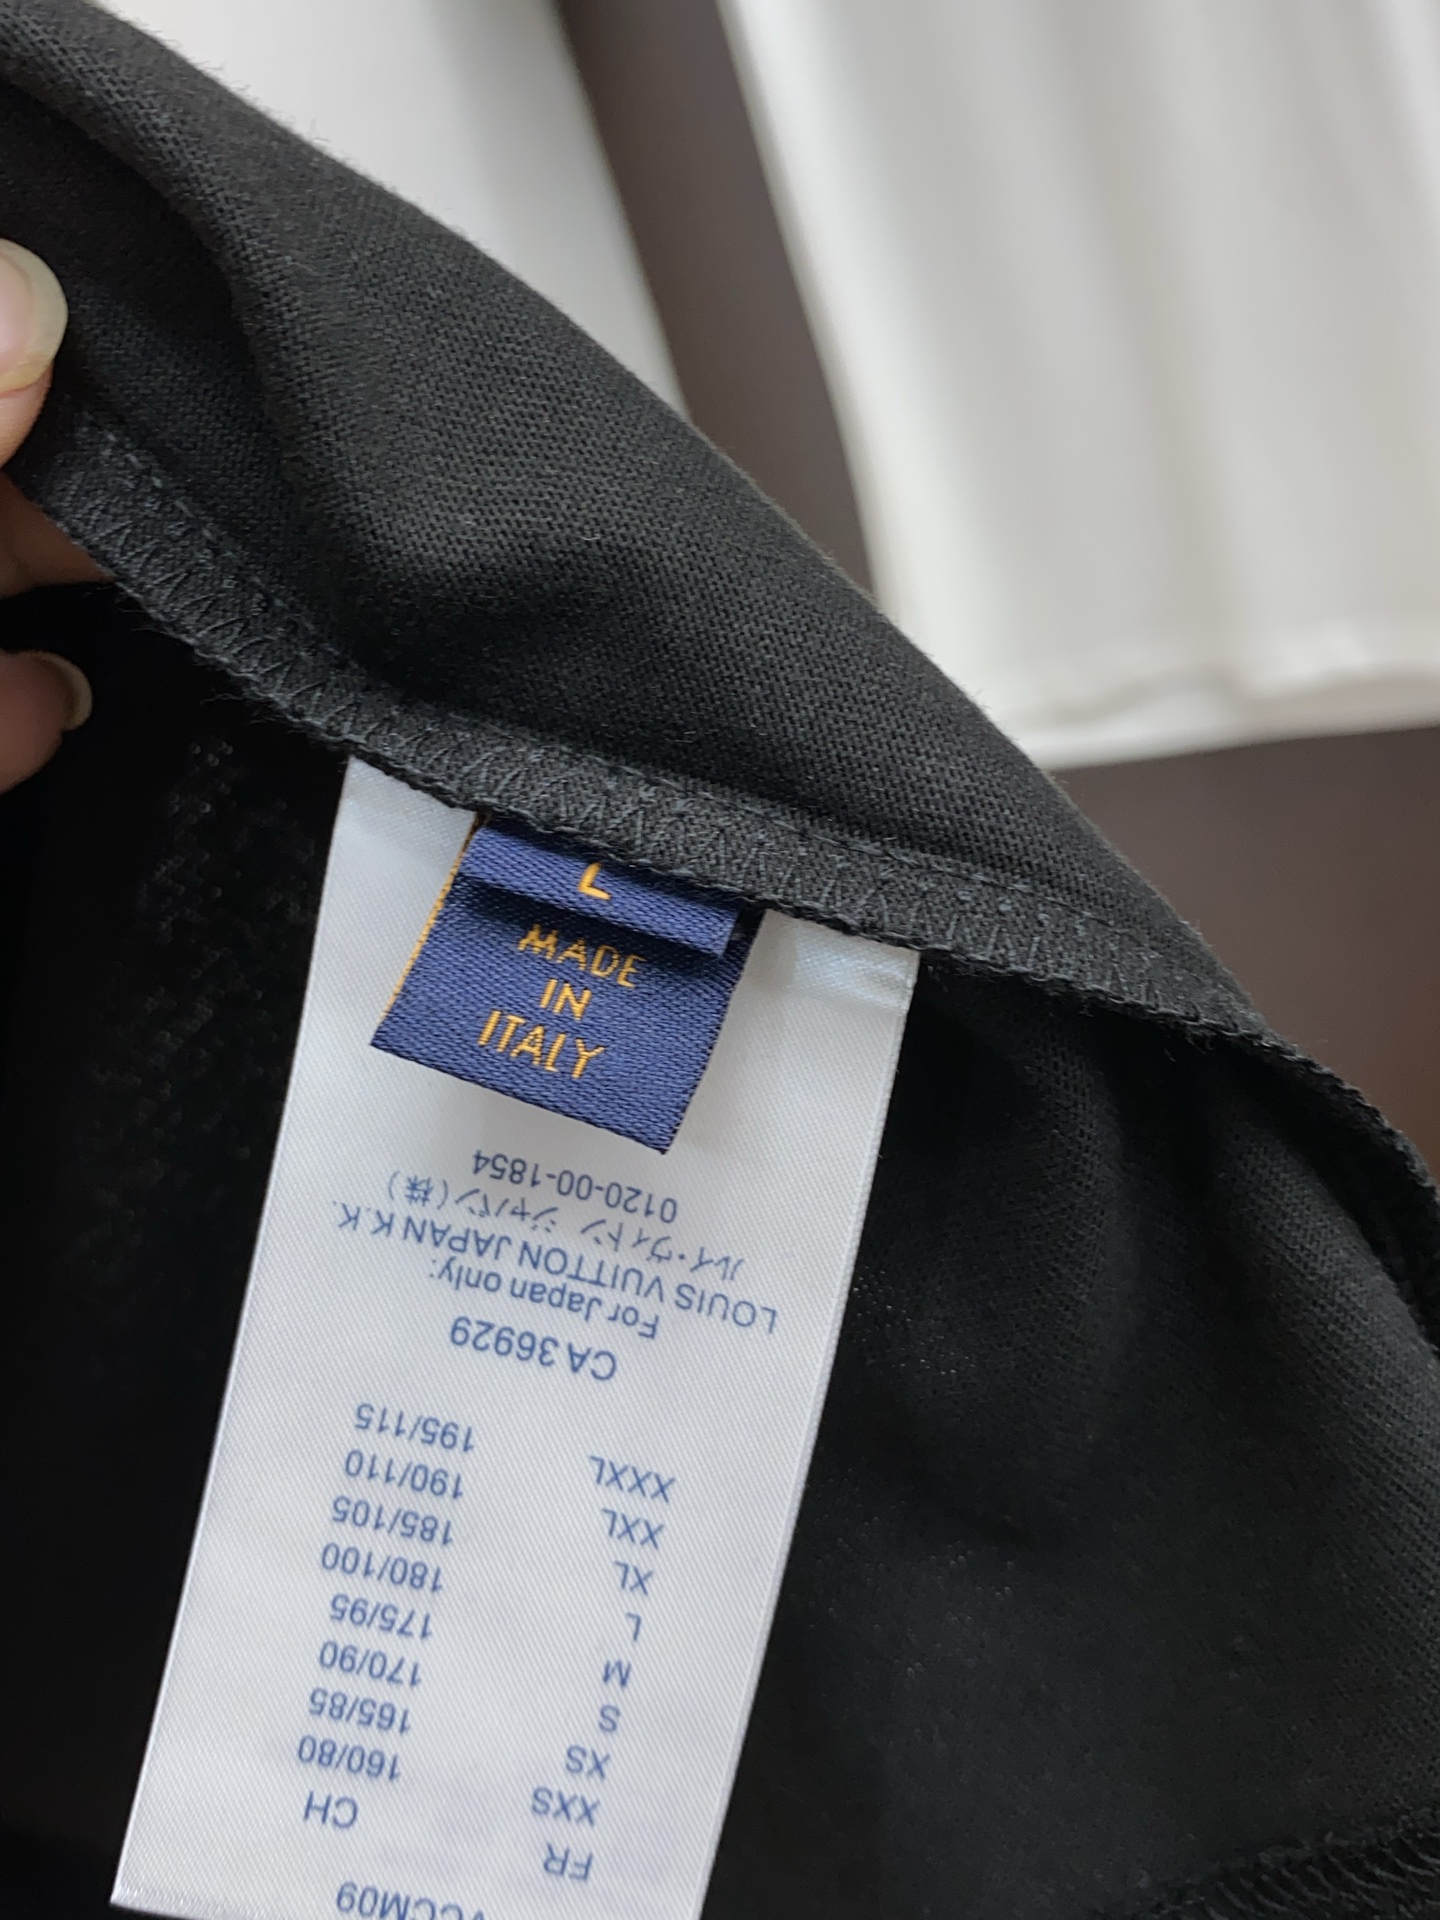 L
MADE
IN
ITALY
FR CH
XXS 160/80
XS 165/85
S 170/90
M 175/95
L 180/100
XL 185/105
XXL 190/110
XXXL 195/115
CA 36929
For Japan only:
LOUIS VUITTON JAPAN K.K.
ルイ・ヴィトン ジャパン(株)
0120-00-1854